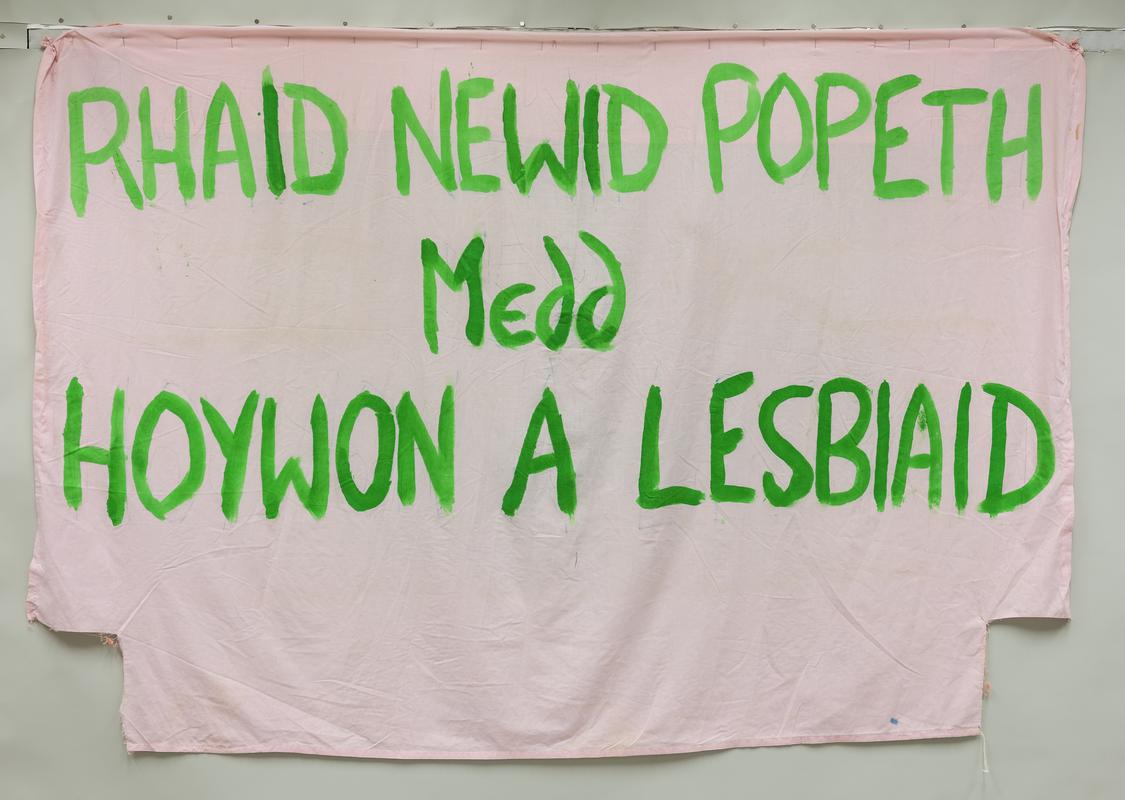 RHAID NEWID POPETH
Medd
HOYWON A LESBIAID